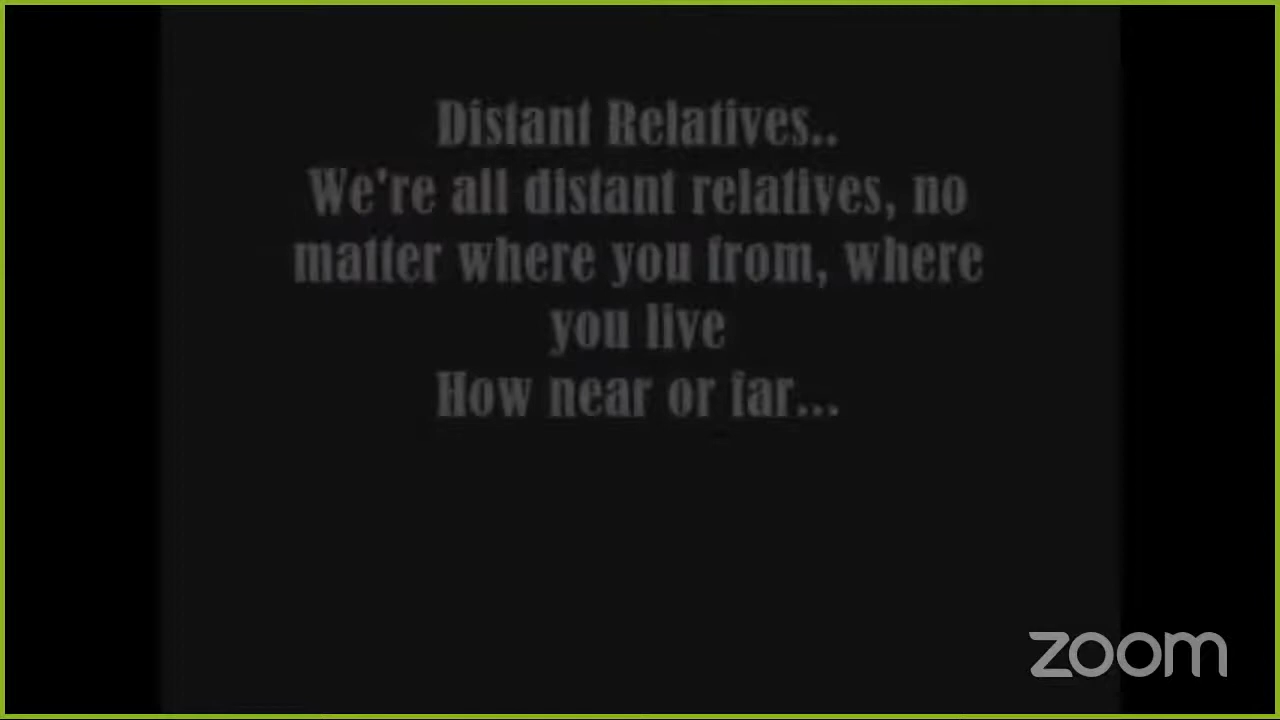 Distant Relatives..
We're all distant relatives, no
matter where you from, where
you live
How near or far...
zoom